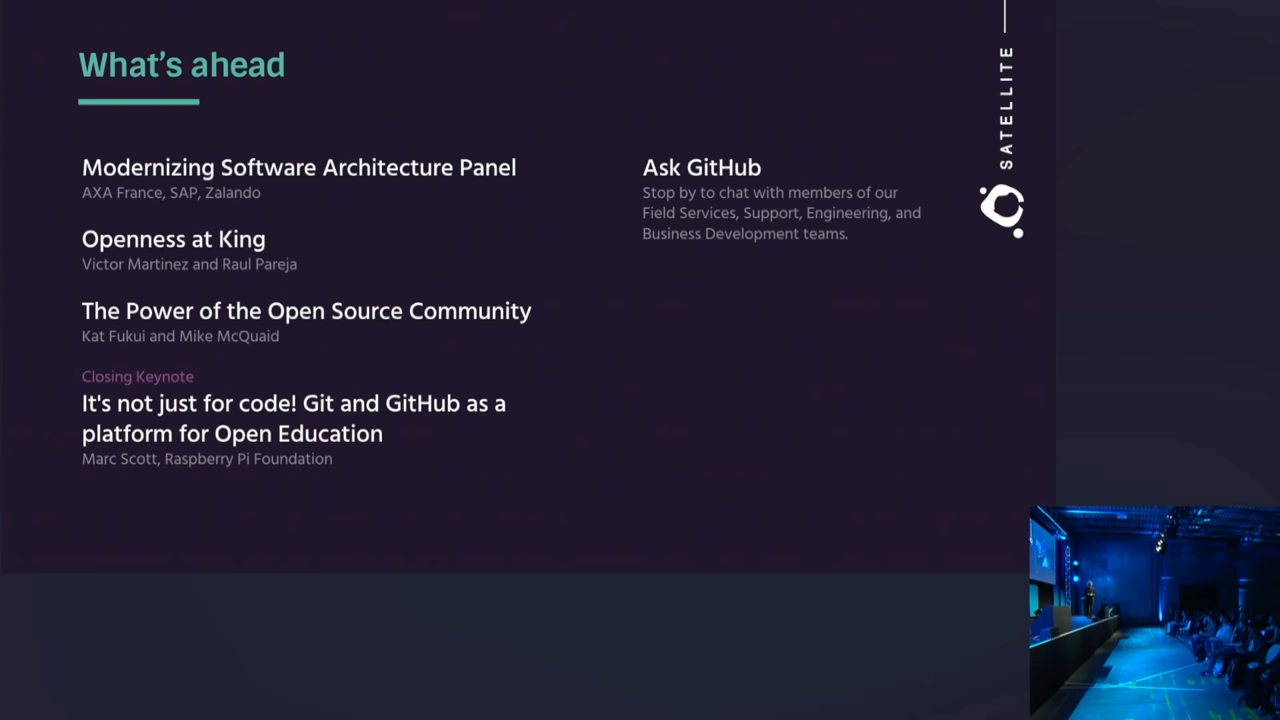 What's ahead
Modernizing Software Architecture Panel
AXA France, SAP, Zalando
Openness at King
Victor Martinez and Raul Pareja
The Power of the Open Source Community
Kat Fukui and Mike McQuaid
Closing Keynote
It's not just for code! Git and GitHub as a
platform for Open Education
Marc Scott, Raspberry Pi Foundation
Ask GitHub
Stop by to chat with members of our
Field Services, Support, Engineering, and
Business Development teams.
SATELLITE